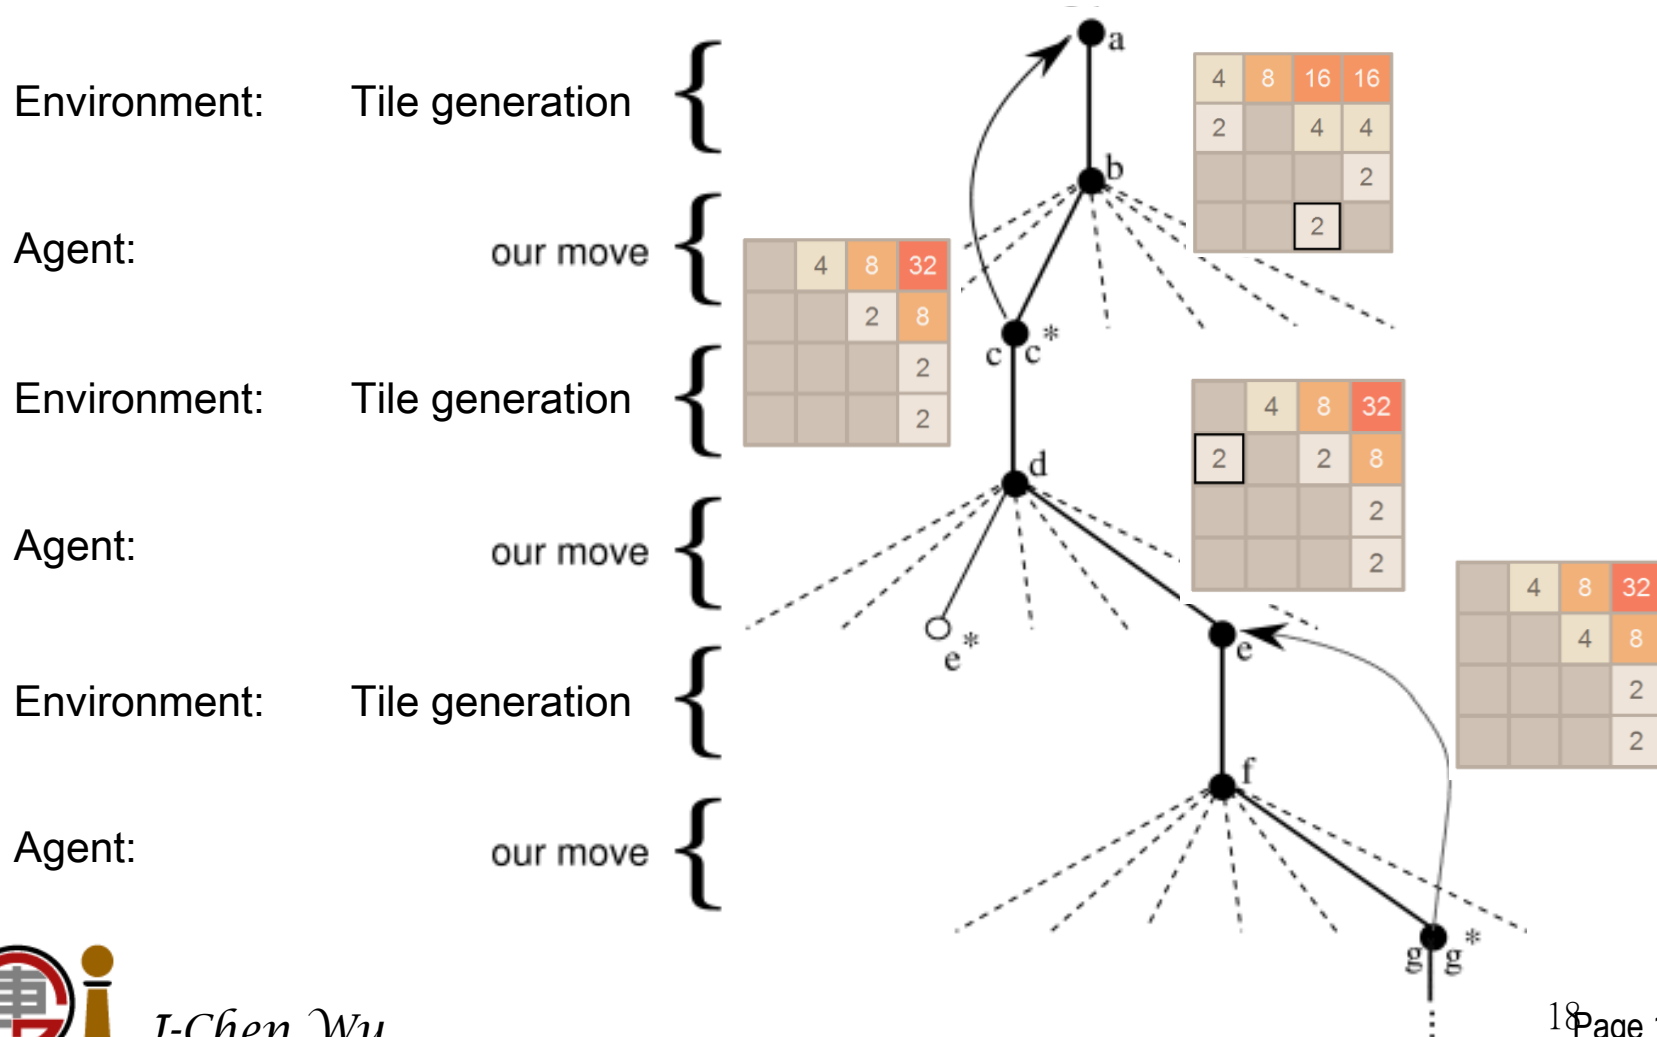 a
Environment: Tile generation {
4 8 16 16
2 4 4
2
2
b
Agent: our move {
4 8 32
2 8
2
2
c c*
Environment: Tile generation {
4 8 32
2 2 8
2
2
d
Agent: our move {
4 8 32
4 8
2
2
e* e
Environment: Tile generation {
f
Agent: our move {
g g*
I-Chen Wu
18
Page